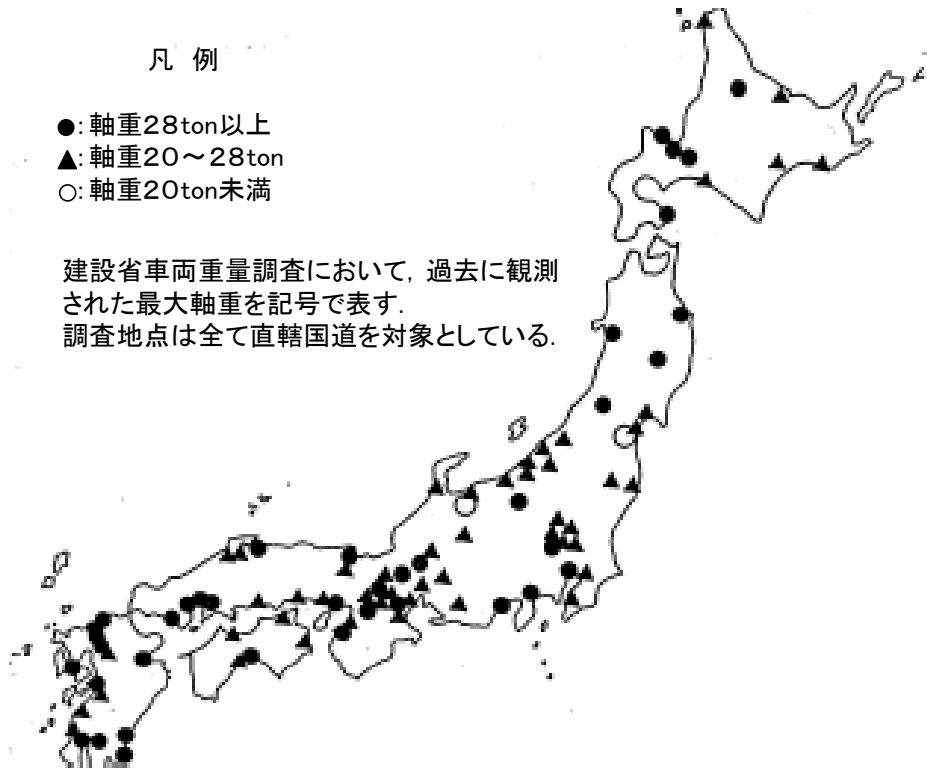 凡 例
●: 軸重28ton以上
▲: 軸重20～28ton
○: 軸重20ton未満
建設省車両重量調査において, 過去に観測
された最大軸重を記号で表す.
調査地点は全て直轄国道を対象としている.